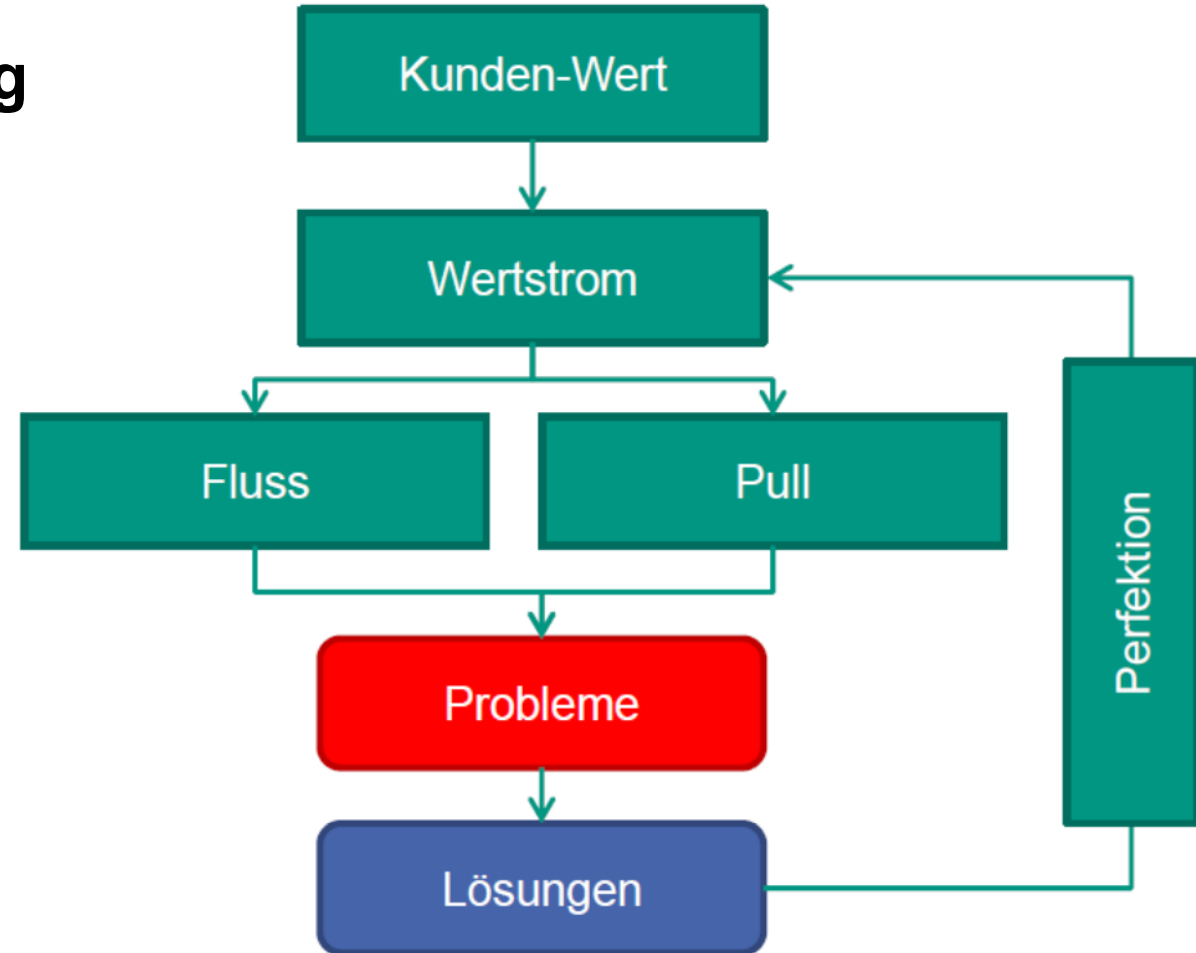 g
Kunden-Wert
Wertstrom
Fluss
Pull
Perfektion
Probleme
Lösungen